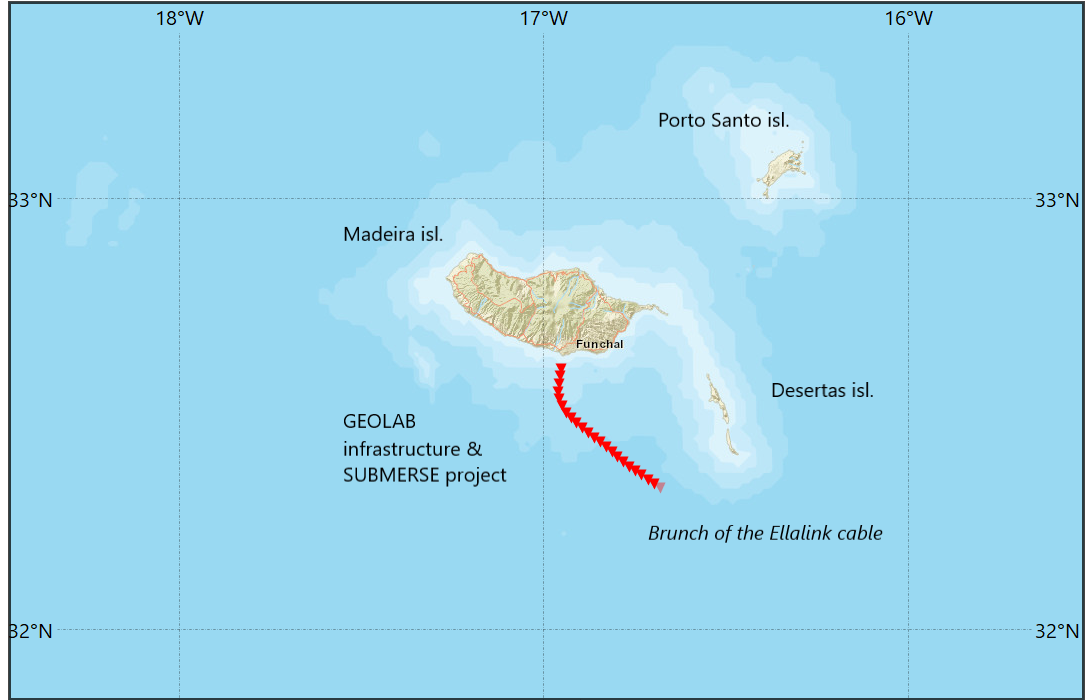 18°W
17°W
16°W
Porto Santo isl.
33°N
33°N
Madeira isl.
Funchal
Desertas isl.
GEOLAB
infrastructure &
SUBMERSE project
Brunch of the Ellalink cable
32°N
32°N